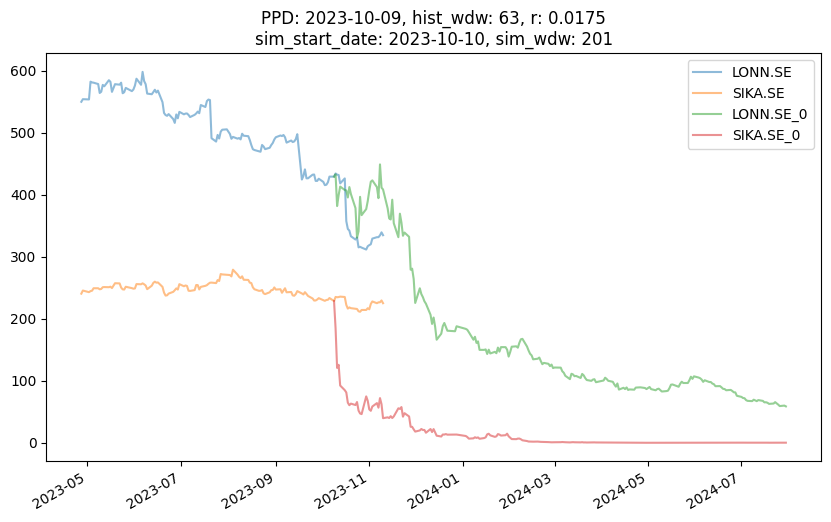 PPD: 2023-10-09, hist_wdw: 63, r: 0.0175
sim_start_date: 2023-10-10, sim_wdw: 201
LONN.SE
SIKA.SE
LONN.SE_0
SIKA.SE_0
600
500
400
300
200
100
0
2023-05
2023-07
2023-09
2023-11
2024-01
2024-03
2024-05
2024-07